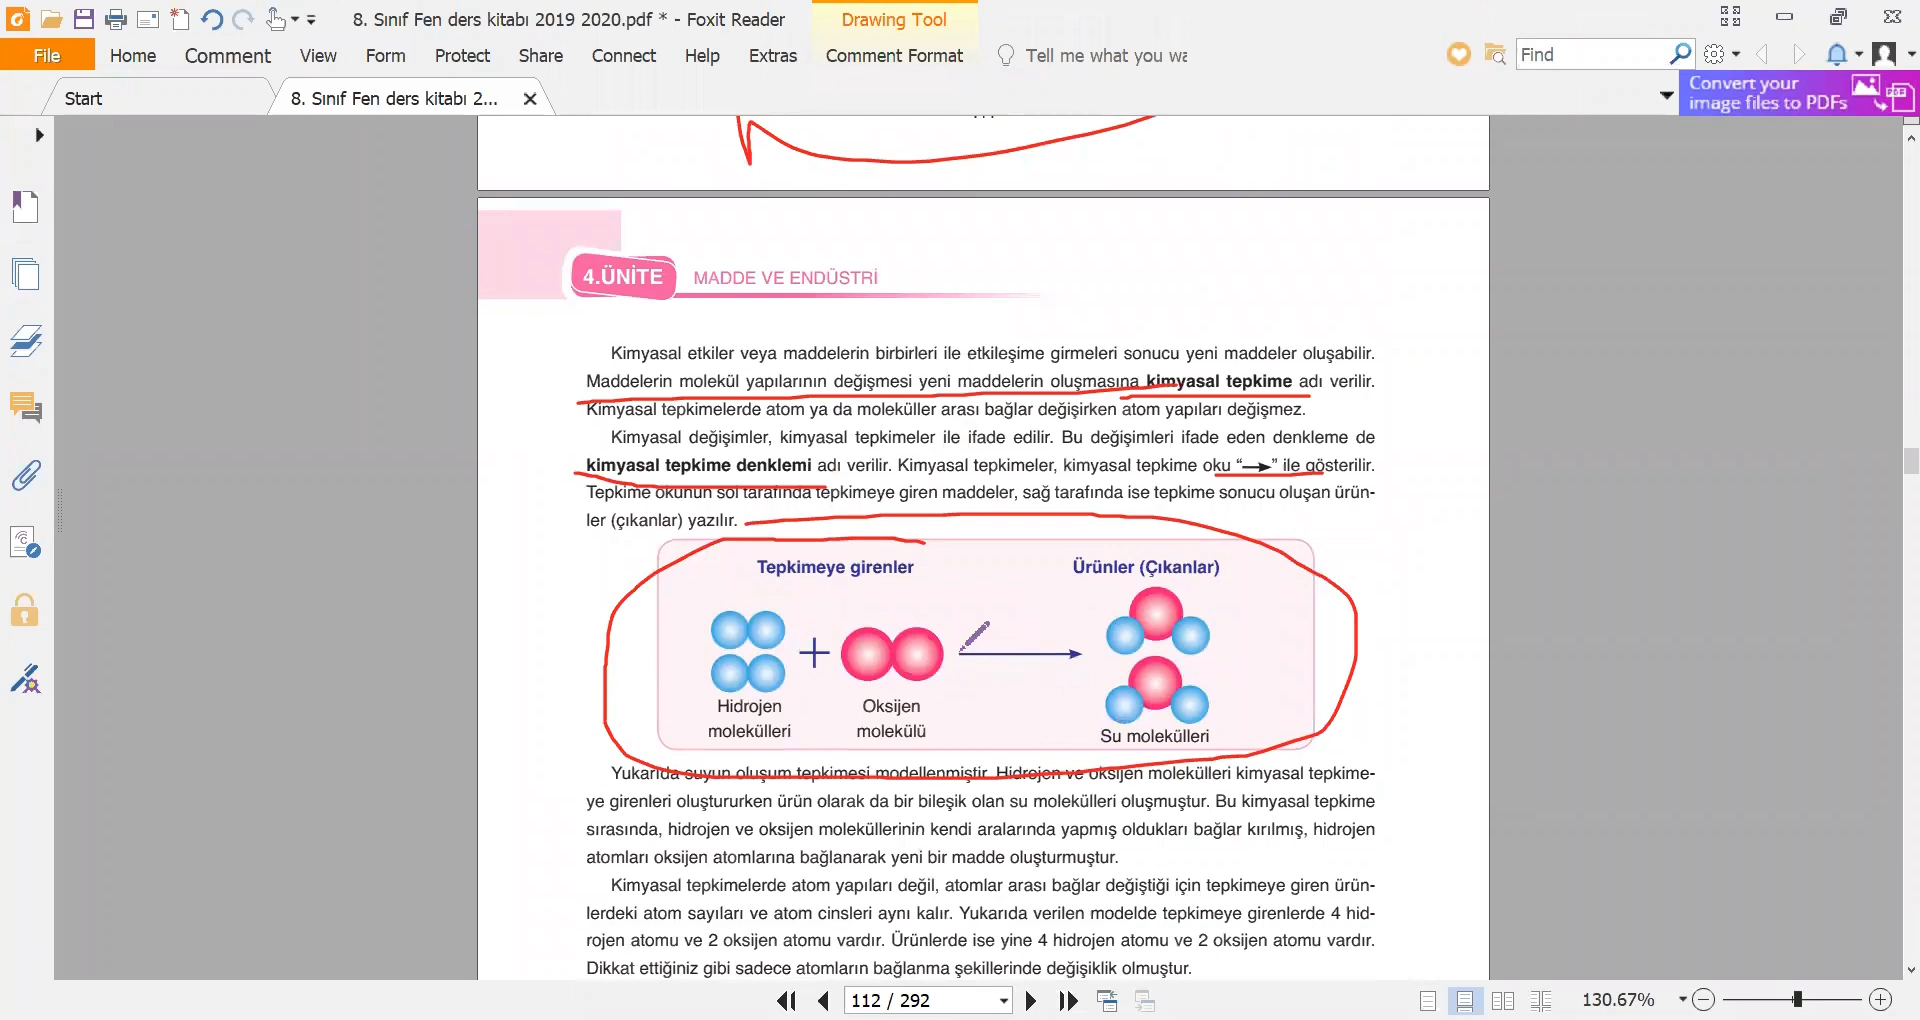 8. Sınıf Fen ders kitabı 2019 2020.pdf * - Foxit Reader
Drawing Tool
File Home Comment View Form Protect Share Connect Help Extras Comment Format Tell me what you wa Find
Start
8. Sınıf Fen ders kitabı 2...
Convert your
image files to PDFs
4.ÜNİTE MADDE VE ENDÜSTRİ
Kimyasal etkiler veya maddelerin birbirleri ile etkileşime girmeleri sonucu yeni maddeler oluşabilir.
Maddelerin molekül yapılarının değişmesi yeni maddelerin oluşmasına kimyasal tepkime adı verilir.
Kimyasal tepkimelerde atom ya da moleküller arası bağlar değişirken atom yapıları değişmez.
Kimyasal değişimler, kimyasal tepkimeler ile ifade edilir. Bu değişimleri ifade eden denkleme de
kimyasal tepkime denklemi adı verilir. Kimyasal tepkimeler, kimyasal tepkime oku “→” ile gösterilir.
Tepkime okunun sol tarafında tepkimeye giren maddeler, sağ tarafında ise tepkime sonucu oluşan ürün-
ler (çıkanlar) yazılır.
Tepkimeye girenler
Ürünler (Çıkanlar)
+
Hidrojen
molekülleri
Oksijen
molekülü
Su molekülleri
Yukarıda suyun oluşum tepkimesi modellenmiştir. Hidrojen ve oksijen molekülleri kimyasal tepkime-
ye girenleri oluştururken ürün olarak da bir bileşik olan su molekülleri oluşmuştur. Bu kimyasal tepkime
sırasında, hidrojen ve oksijen moleküllerinin kendi aralarında yapmış oldukları bağlar kırılmış, hidrojen
atomları oksijen atomlarına bağlanarak yeni bir madde oluşturmuştur.
Kimyasal tepkimelerde atom yapıları değil, atomlar arası bağlar değiştiği için tepkimeye giren ürün-
lerdeki atom sayıları ve atom cinsleri aynı kalır. Yukarıda verilen modelde tepkimeye girenlerde 4 hid-
rojen atomu ve 2 oksijen atomu vardır. Ürünlerde ise yine 4 hidrojen atomu ve 2 oksijen atomu vardır.
Dikkat ettiğiniz gibi sadece atomların bağlanma şekillerinde değişiklik olmuştur.
112 / 292
130.67%